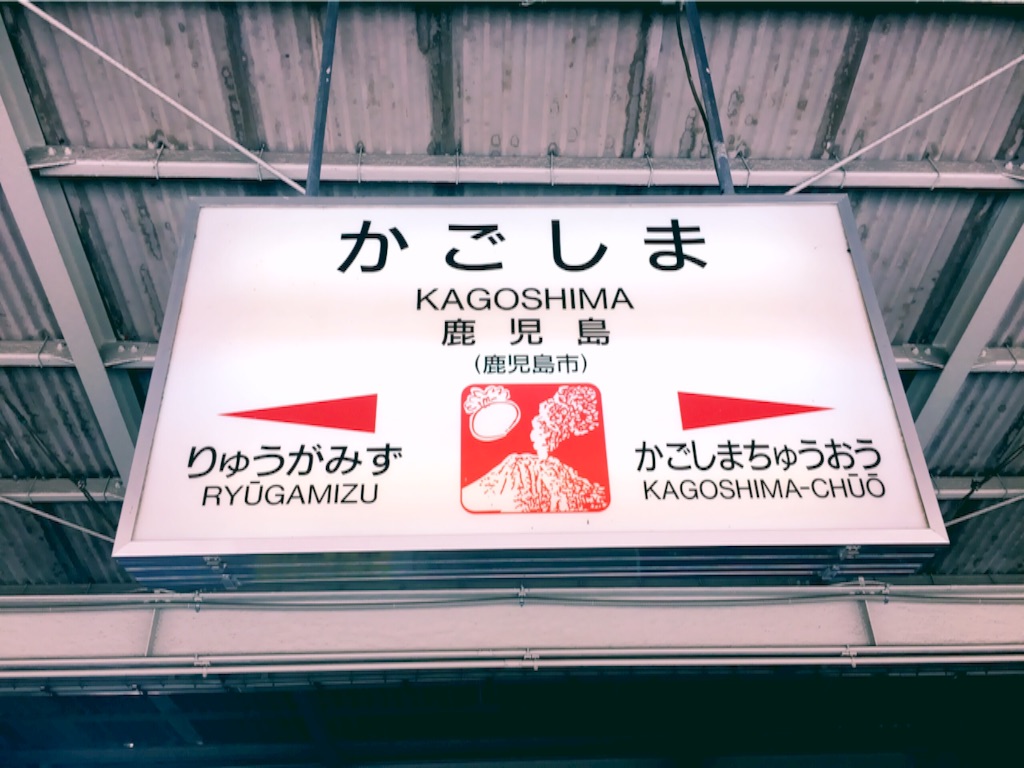 かごしま
KAGOSHIMA
鹿児島
(鹿児島市)
りゅうがみず
RYŪGAMIZU
かごしまちゅうおう
KAGOSHIMA-CHŪŌ